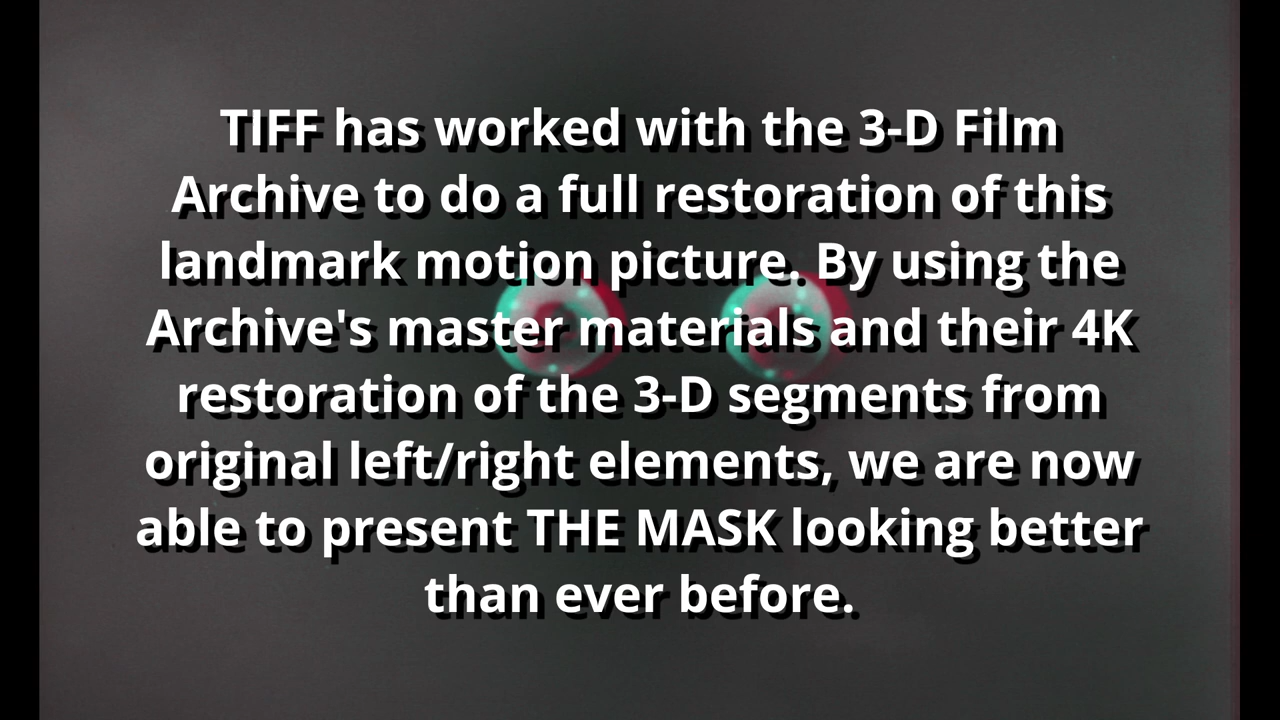 TIFF has worked with the 3-D Film
Archive to do a full restoration of this
landmark motion picture. By using the
Archive's master materials and their 4K
restoration of the 3-D segments from
original left/right elements, we are now
able to present THE MASK looking better
than ever before.